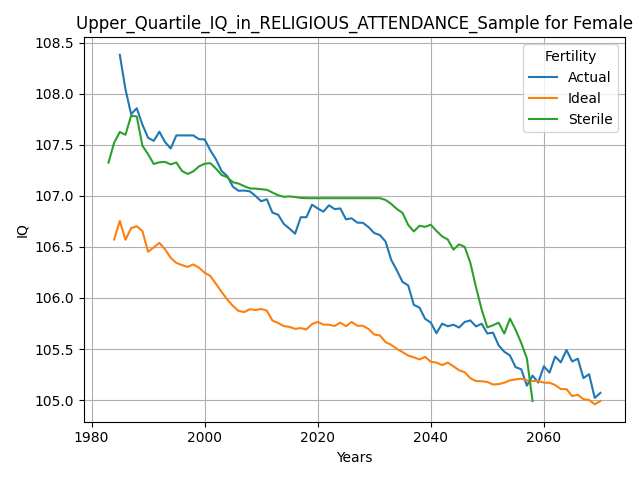 Upper_Quartile_IQ_in_RELIGIOUS_ATTENDANCE_Sample for Female
108.5
108.0
107.5
107.0
106.5
106.0
105.5
105.0
IQ
Fertility
Actual
Ideal
Sterile
1980
2000
2020
2040
2060
Years